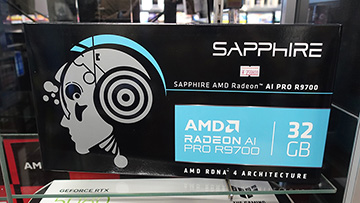 SAPPHIRE
SAPPHIRE AMD Radeon™ AI PRO R9700
AMD
RADEON AI
PRO R9700
32
GB
AMD RDNA™ 4 ARCHITECTURE
AMD
GEFORCE RTX